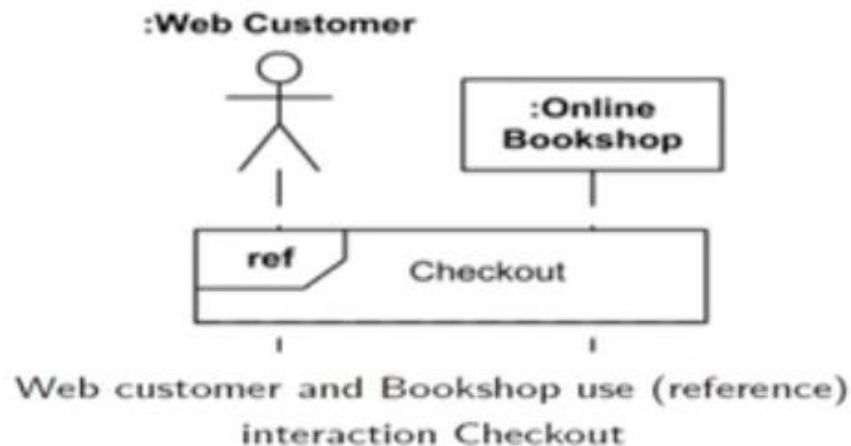 :Web Customer
:Online
Bookshop
ref
Checkout
Web customer and Bookshop use (reference)
interaction Checkout